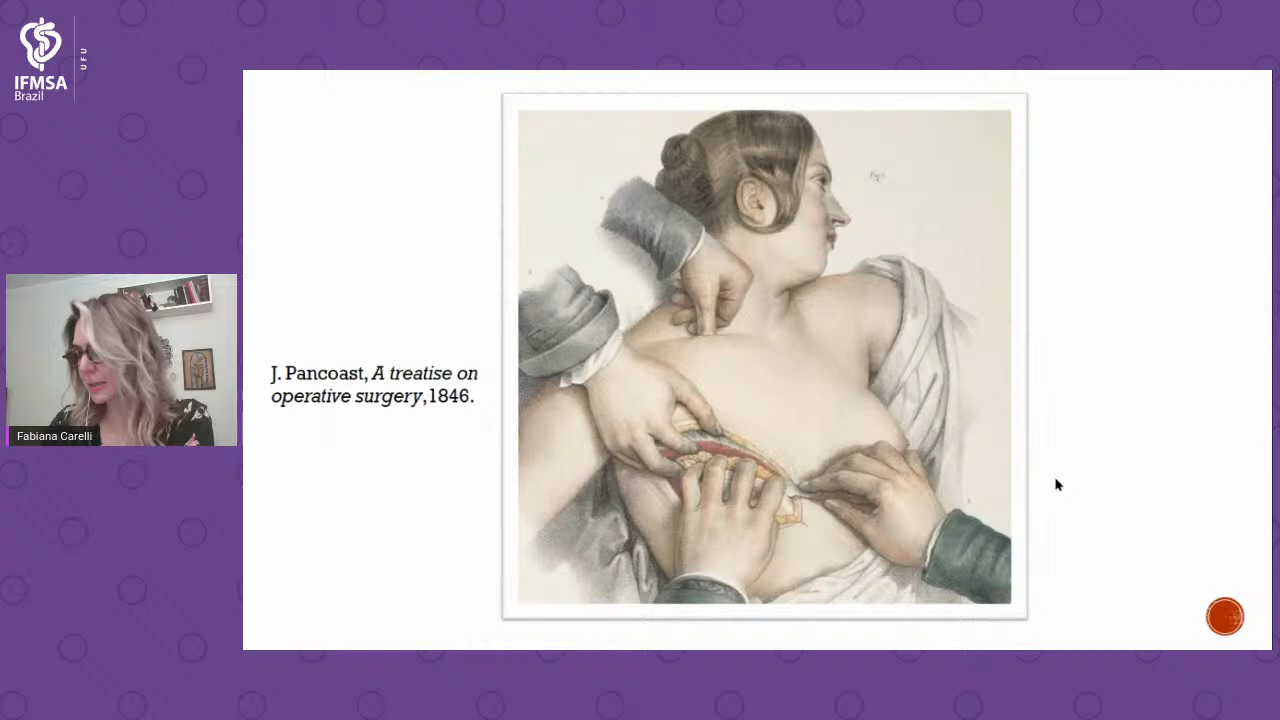 IFMSA
Brazil
UFU
J. Pancoast, A treatise on
operative surgery,1846.
Fabiana Carelli